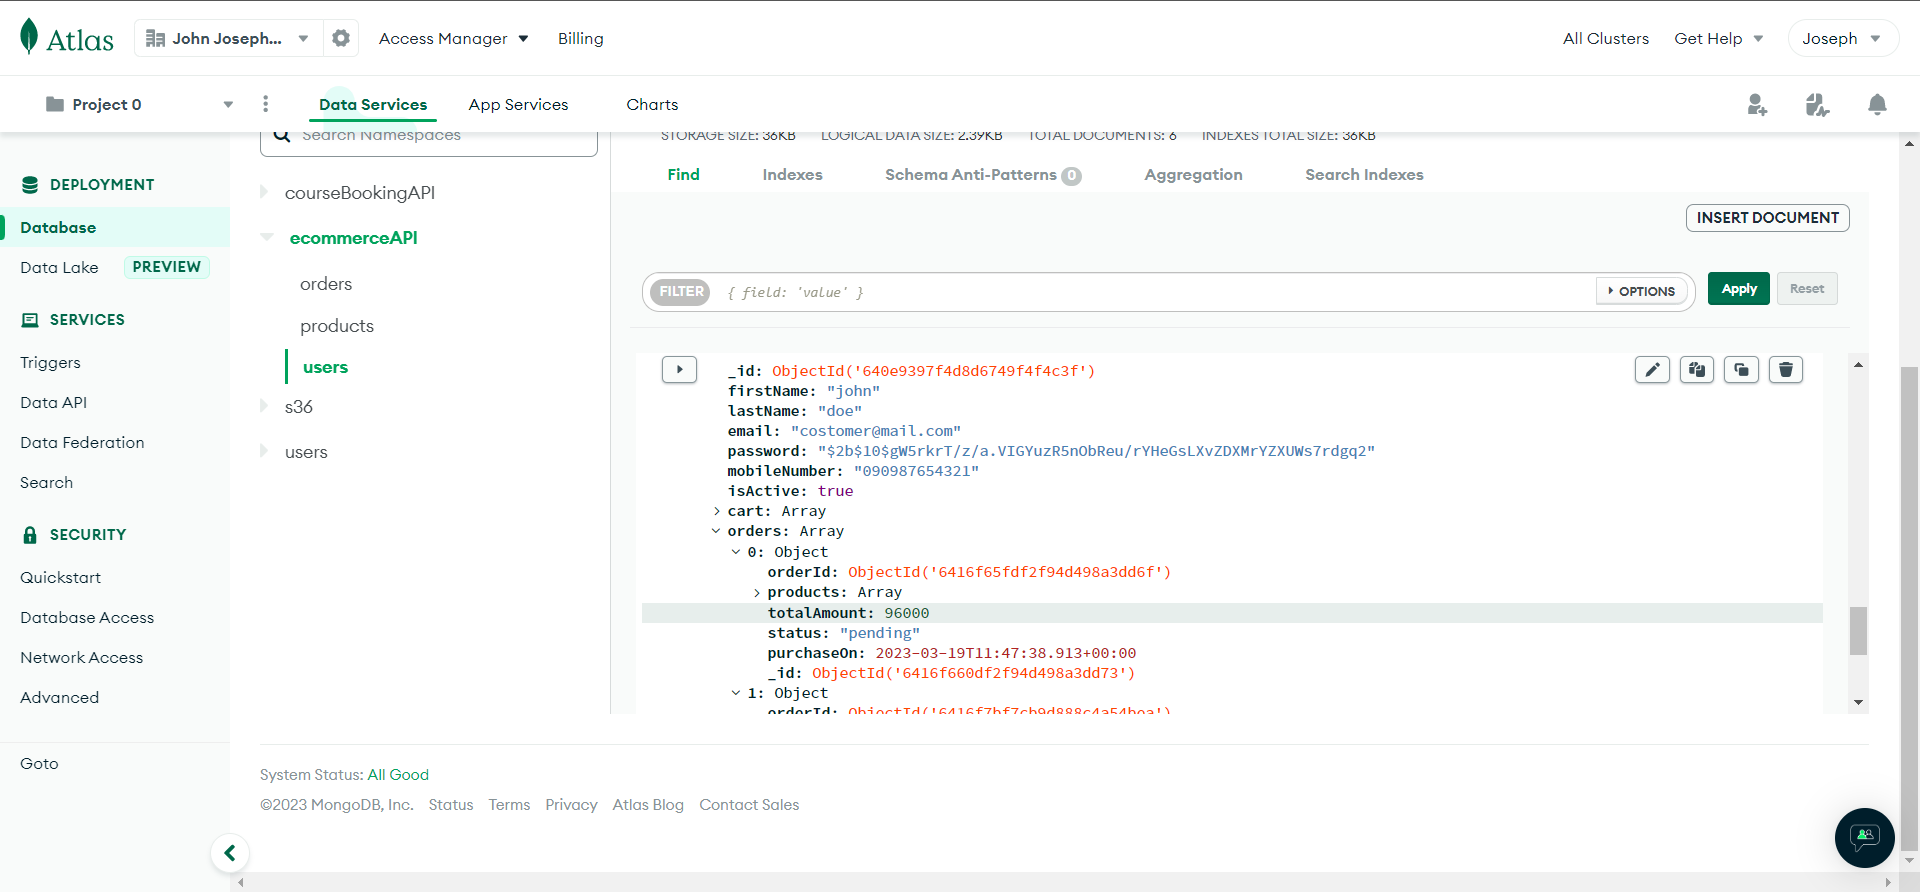 Atlas
John Joseph...
Access Manager
Billing
All Clusters
Get Help
Joseph
Project 0
Data Services
App Services
Charts
Search Namespaces
STORAGE SIZE: 36KB LOGICAL DATA SIZE: 2.39KB TOTAL DOCUMENTS: 6 INDEXES TOTAL SIZE: 36KB
DEPLOYMENT
Database
Data Lake PREVIEW
SERVICES
Triggers
Data API
Data Federation
Search
SECURITY
Quickstart
Database Access
Network Access
Advanced
Goto
courseBookingAPI
ecommerceAPI
orders
products
users
s36
users
Find Indexes Schema Anti-Patterns 0 Aggregation Search Indexes
INSERT DOCUMENT
FILTER { field: 'value' } OPTIONS Apply Reset
_id: ObjectId('640e9397f4d8d6749f4f4c3f')
firstName: "john"
lastName: "doe"
email: "costomer@mail.com"
password: "$2b$10$gW5rkrT/z/a.VIGYuzR5nObReu/rYHeGsLXvZDXMrYZXUWs7rdgq2"
mobileNumber: "090987654321"
isActive: true
cart: Array
orders: Array
0: Object
orderId: ObjectId('6416f65fdf2f94d498a3dd6f')
products: Array
totalAmount: 96000
status: "pending"
purchaseOn: 2023-03-19T11:47:38.913+00:00
_id: ObjectId('6416f660df2f94d498a3dd73')
1: Object
orderId: ObjectId('6416f7bf7cb9d888c4a54bea')
System Status: All Good
©2023 MongoDB, Inc. Status Terms Privacy Atlas Blog Contact Sales